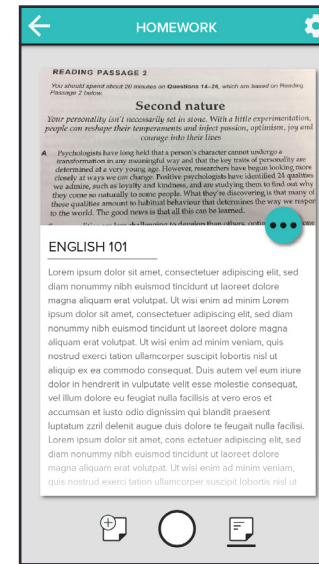 HOMEWORK
READING PASSAGE 2
You should spend about 20 minutes on Questions 14-26, which are based on Reading
Passage 2 below.
Second nature
Your personality isn't necessarily set in stone. With a little experimentation,
people can reshape their temperaments and inject passion, optimism, joy and
courage into their lives
A Psychologists have long held that a person's character cannot undergo a
transformation in any meaningful way and that the key traits of personality are
determined at a very young age. However, researchers have begun looking more
closely at ways we can change. Positive psychologists have identified 24 qualities
we admire, such as loyalty and kindness, and are studying them to find out why
they come so naturally to some people. What they're discovering is that many of
these qualities amount to habitual behaviour that determines the way we respon
to the world. The good news is that all this can be learned.
ENGLISH 101
Lorem ipsum dolor sit amet, consectetuer adipiscing elit, sed
diam nonummy nibh euismod tincidunt ut laoreet dolore
magna aliquam erat volutpat. Ut wisi enim ad minim Lorem
ipsum dolor sit amet, consectetuer adipiscing elit, sed diam
nonummy nibh euismod tincidunt ut laoreet dolore magna
aliquam erat volutpat. Ut wisi enim ad minim veniam, quis
nostrud exerci tation ullamcorper suscipit lobortis nisl ut
aliquip ex ea commodo consequat. Duis autem vel eum iriure
dolor in hendrerit in vulputate velit esse molestie consequat,
vel illum dolore eu feugiat nulla facilisis at vero eros et
accumsan et iusto odio dignissim qui blandit praesent
luptatum zzril delenit augue duis dolore te feugait nulla facilisi.
Lorem ipsum dolor sit amet, cons ectetuer adipiscing elit, sed
diam nonummy nibh euismod tincidunt ut laoreet dolore
magna aliquam erat volutpat. Ut wisi enim ad minim veniam,
quis nostrud exerci tation ullamcorper suscipit lobortis nisl ut